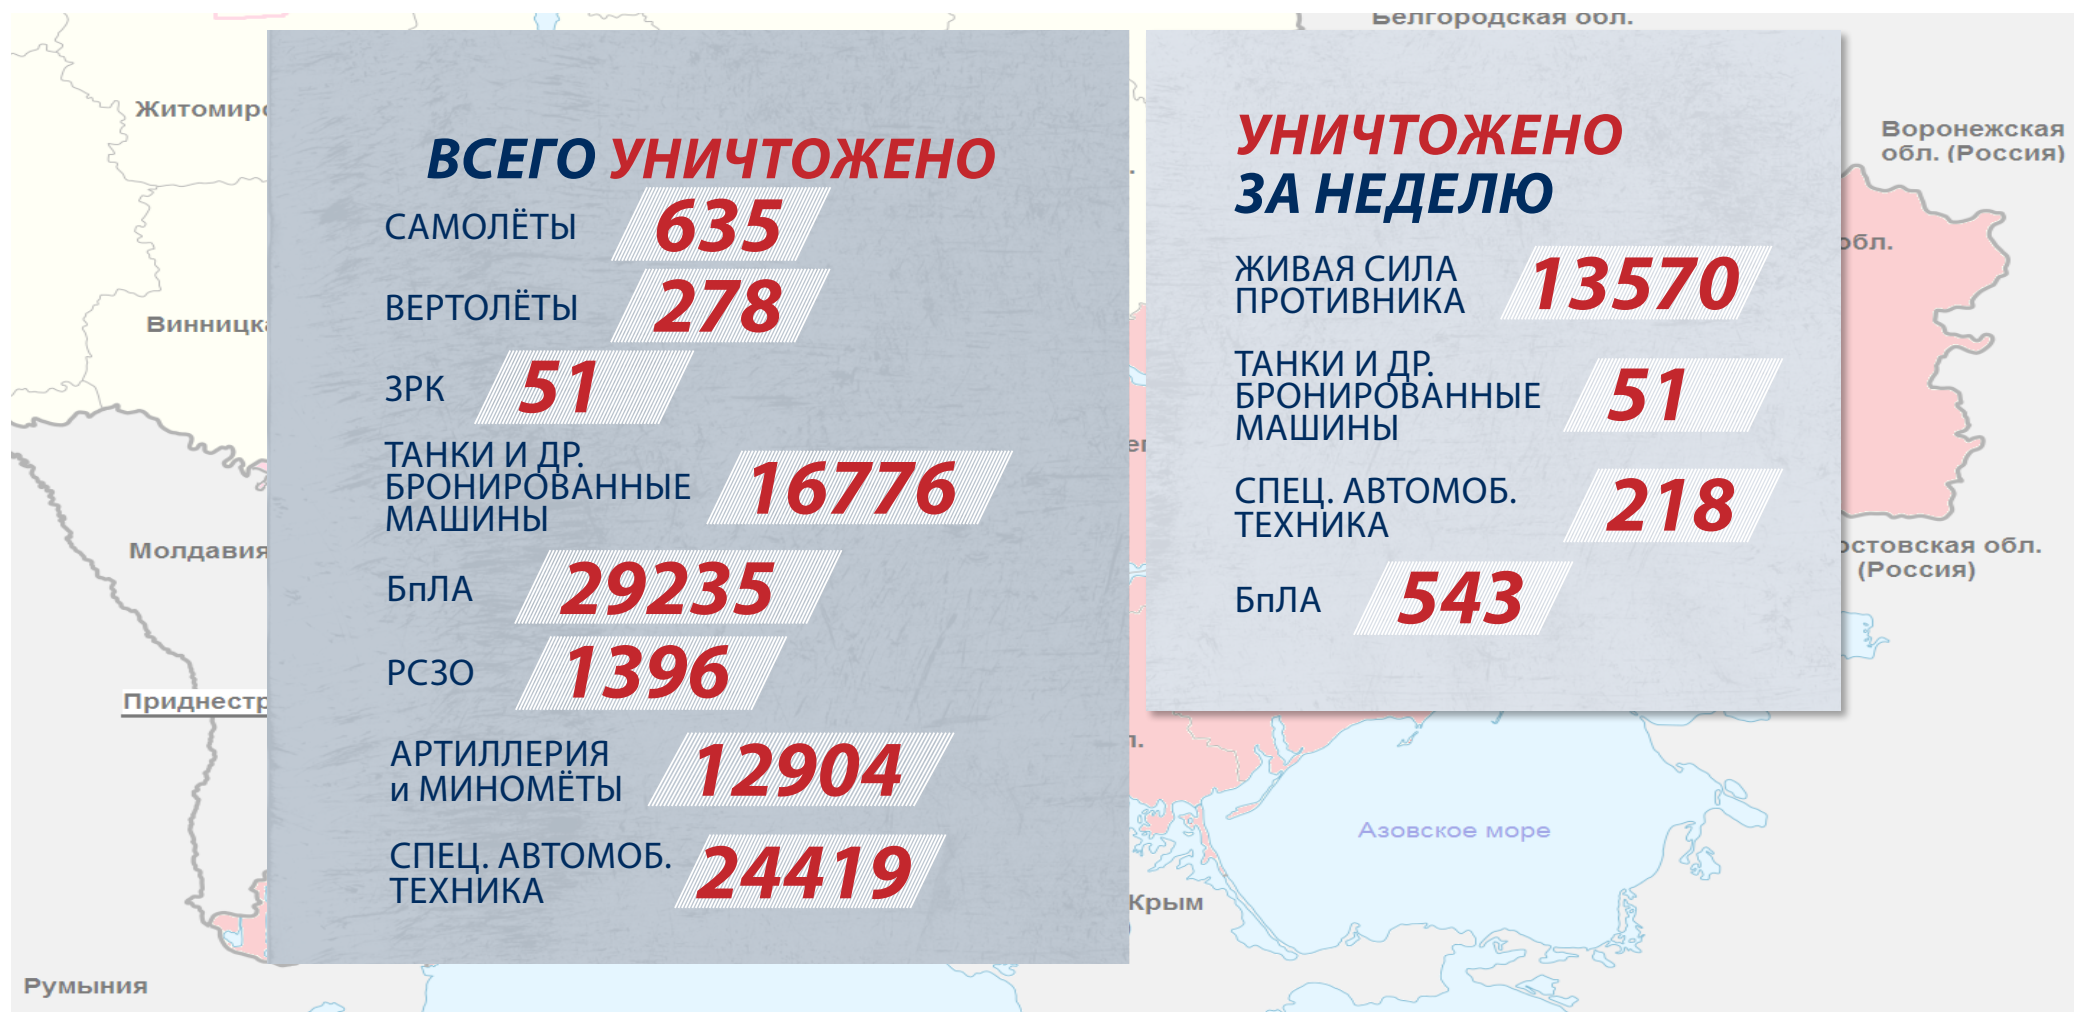 Белгородская обл.
Житомирс
Винницка
Молдавия
Приднестр
Румыния
ВСЕГО УНИЧТОЖЕНО
САМОЛЁТЫ 635
ВЕРТОЛЁТЫ 278
ЗРК 51
ТАНКИ И ДР.
БРОНИРОВАННЫЕ
МАШИНЫ 16776
БпЛА 29235
РСЗО 1396
АРТИЛЛЕРИЯ
и МИНОМЁТЫ 12904
СПЕЦ. АВТОМОБ.
ТЕХНИКА 24419
УНИЧТОЖЕНО
ЗА НЕДЕЛЮ
ЖИВАЯ СИЛА
ПРОТИВНИКА 13570
ТАНКИ И ДР.
БРОНИРОВАННЫЕ
МАШИНЫ 51
СПЕЦ. АВТОМОБ.
ТЕХНИКА 218
БпЛА 543
Воронежская
обл. (Россия)
обл.
остовская обл.
(Россия)
Азовское море
Крым